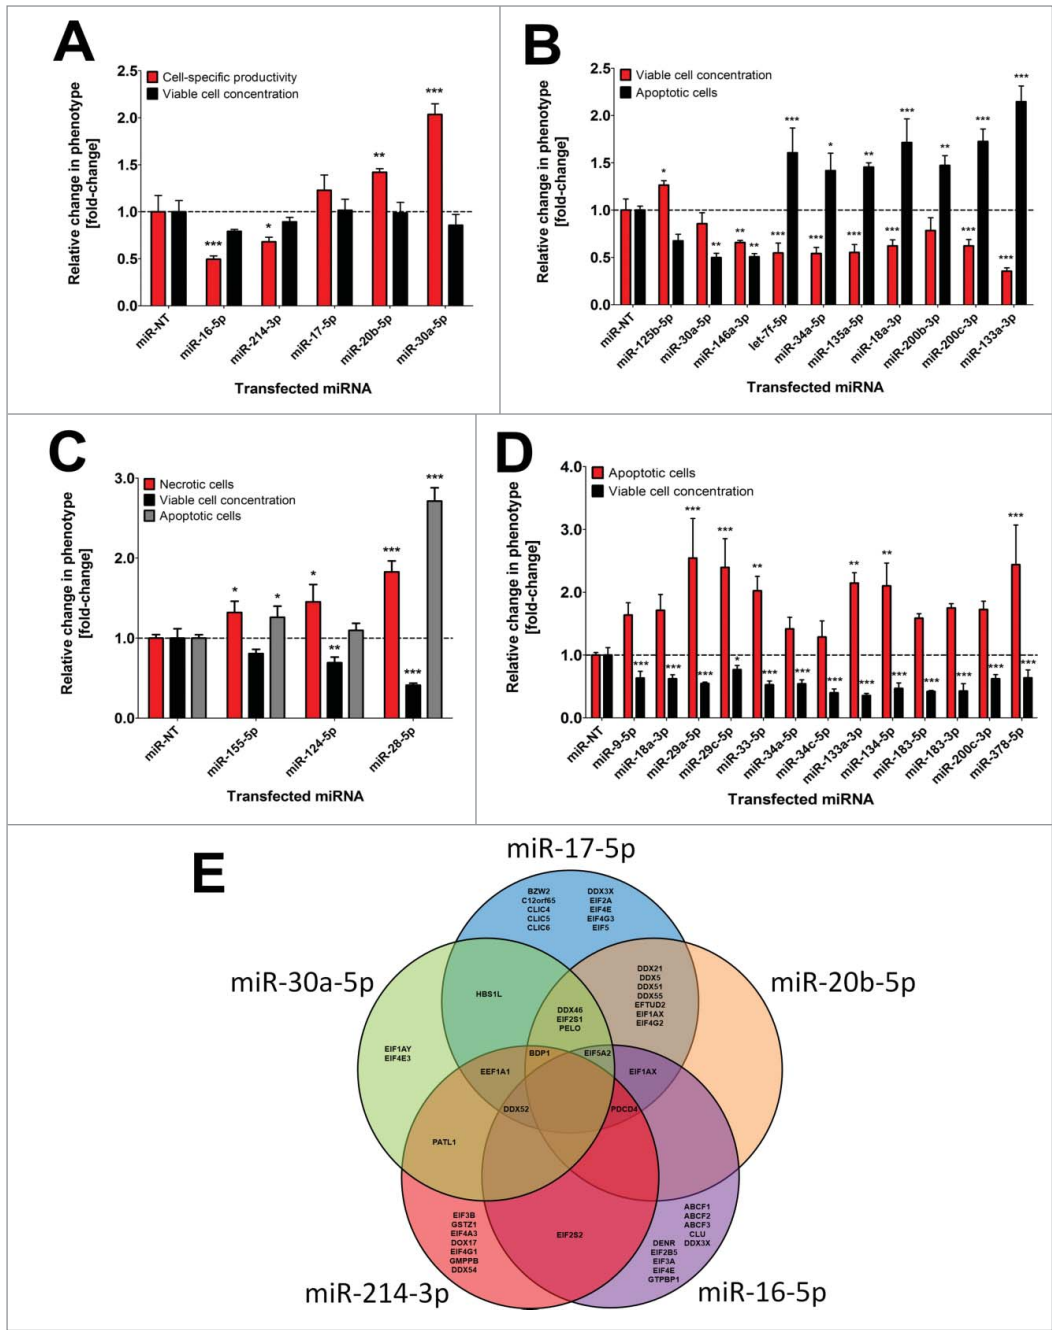 A
Relative change in phenotype
[fold-change]
2.5
2.0
1.5
1.0
0.5
0.0
Cell-specific productivity
Viable cell concentration
***
*
**
***
miR-NT
miR-16-5p
miR-214-3p
miR-17-5p
miR-20b-5p
miR-30a-5p
Transfected miRNA
B
Relative change in phenotype
[fold-change]
2.5
2.0
1.5
1.0
0.5
0.0
Viable cell concentration
Apoptotic cells
*
**
**
**
***
***
***
*
***
**
***
***
**
***
***
***
***
miR-NT
miR-125b-5p
miR-30a-5p
miR-146a-3p
let-7f-5p
miR-34a-5p
miR-135a-5p
miR-18a-3p
miR-200b-3p
miR-200c-3p
miR-133a-3p
Transfected miRNA
C
Relative change in phenotype
[fold-change]
3.0
2.0
1.0
0.0
Necrotic cells
Viable cell concentration
Apoptotic cells
*
*
*
**
***
***
***
miR-NT
miR-155-5p
miR-124-5p
miR-28-5p
Transfected miRNA
D
Relative change in phenotype
[fold-change]
4.0
3.0
2.0
1.0
0.0
Apoptotic cells
Viable cell concentration
***
***
***
***
***
*
**
***
***
***
**
***
**
***
***
***
***
***
***
miR-NT
miR-9-5p
miR-18a-3p
miR-29a-5p
miR-29c-5p
miR-33-5p
miR-34a-5p
miR-34c-5p
miR-133a-3p
miR-134-5p
miR-183-5p
miR-183-3p
miR-200c-3p
miR-378-5p
Transfected miRNA
E
miR-17-5p
BZW2
C12orf65
CLIC4
CLIC5
CLIC6
DDX3X
EIF2A
EIF4E
EIF4G3
EIF5
miR-30a-5p
miR-20b-5p
HBS1L
DDX21
DDX5
DDX51
DDX55
EFTUD2
EIF1AX
EIF4G2
DDX46
EIF2S1
PELO
EIF1AY
EIF4E3
BDP1
EIF5A2
EEF1A1
EIF1AX
DDX52
PDCD4
PATL1
EIF3B
GSTZ1
EIF4A3
DOX17
EIF4G1
GMPPB
DDX54
EIF2S2
ABCF1
ABCF2
ABCF3
CLU
DDX3X
DENR
EIF2B5
EIF3A
EIF4E
GTPBP1
miR-214-3p
miR-16-5p